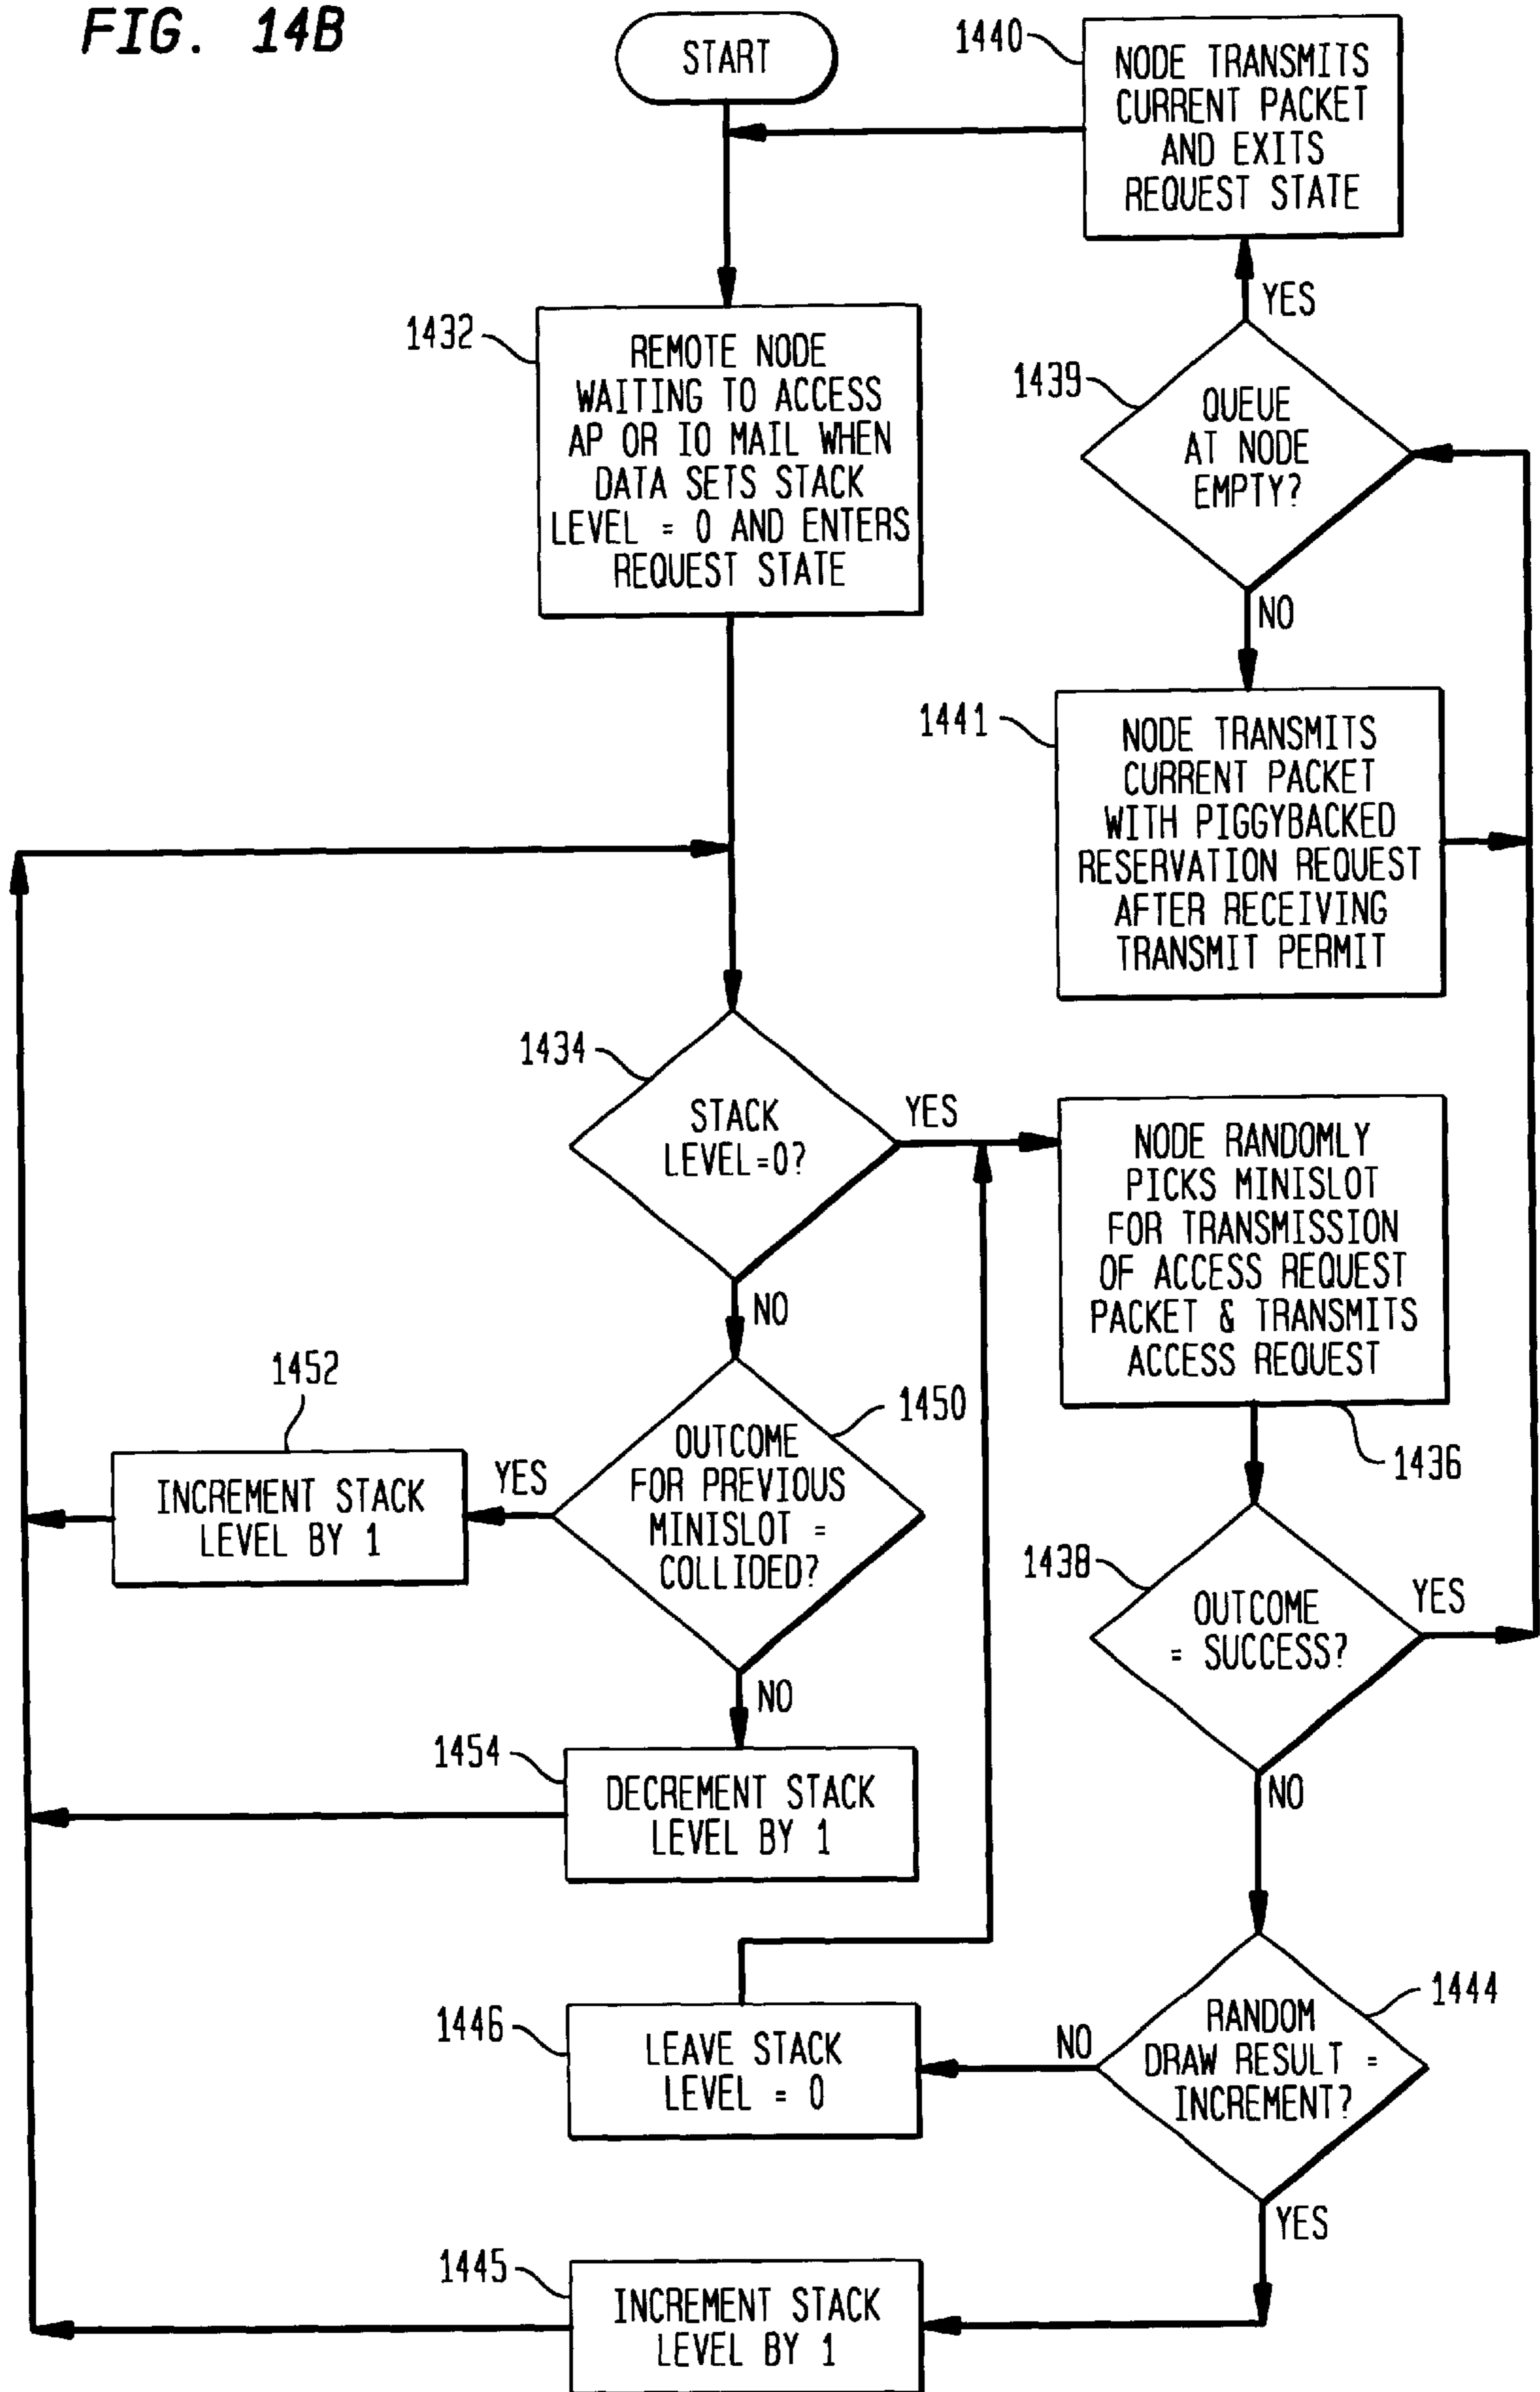 FIG. 14B
START
1440
NODE TRANSMITS
CURRENT PACKET
AND EXITS
REQUEST STATE
YES
1432
REMOTE NODE
WAITING TO ACCESS
AP OR IO MAIL WHEN
DATA SETS STACK
LEVEL = 0 AND ENTERS
REQUEST STATE
1439
QUEUE
AT NODE
EMPTY?
NO
1441
NODE TRANSMITS
CURRENT PACKET
WITH PIGGYBACKED
RESERVATION REQUEST
AFTER RECEIVING
TRANSMIT PERMIT
1434
STACK
LEVEL=0?
YES
NO
NODE RANDOMLY
PICKS MINISLOT
FOR TRANSMISSION
OF ACCESS REQUEST
PACKET & TRANSMITS
ACCESS REQUEST
1436
1452
INCREMENT STACK
LEVEL BY 1
YES
1450
OUTCOME
FOR PREVIOUS
MINISLOT =
COLLIDED?
NO
1438
OUTCOME
= SUCCESS?
YES
NO
1454
DECREMENT STACK
LEVEL BY 1
1446
LEAVE STACK
LEVEL = 0
NO
1444
RANDOM
DRAW RESULT =
INCREMENT?
YES
1445
INCREMENT STACK
LEVEL BY 1